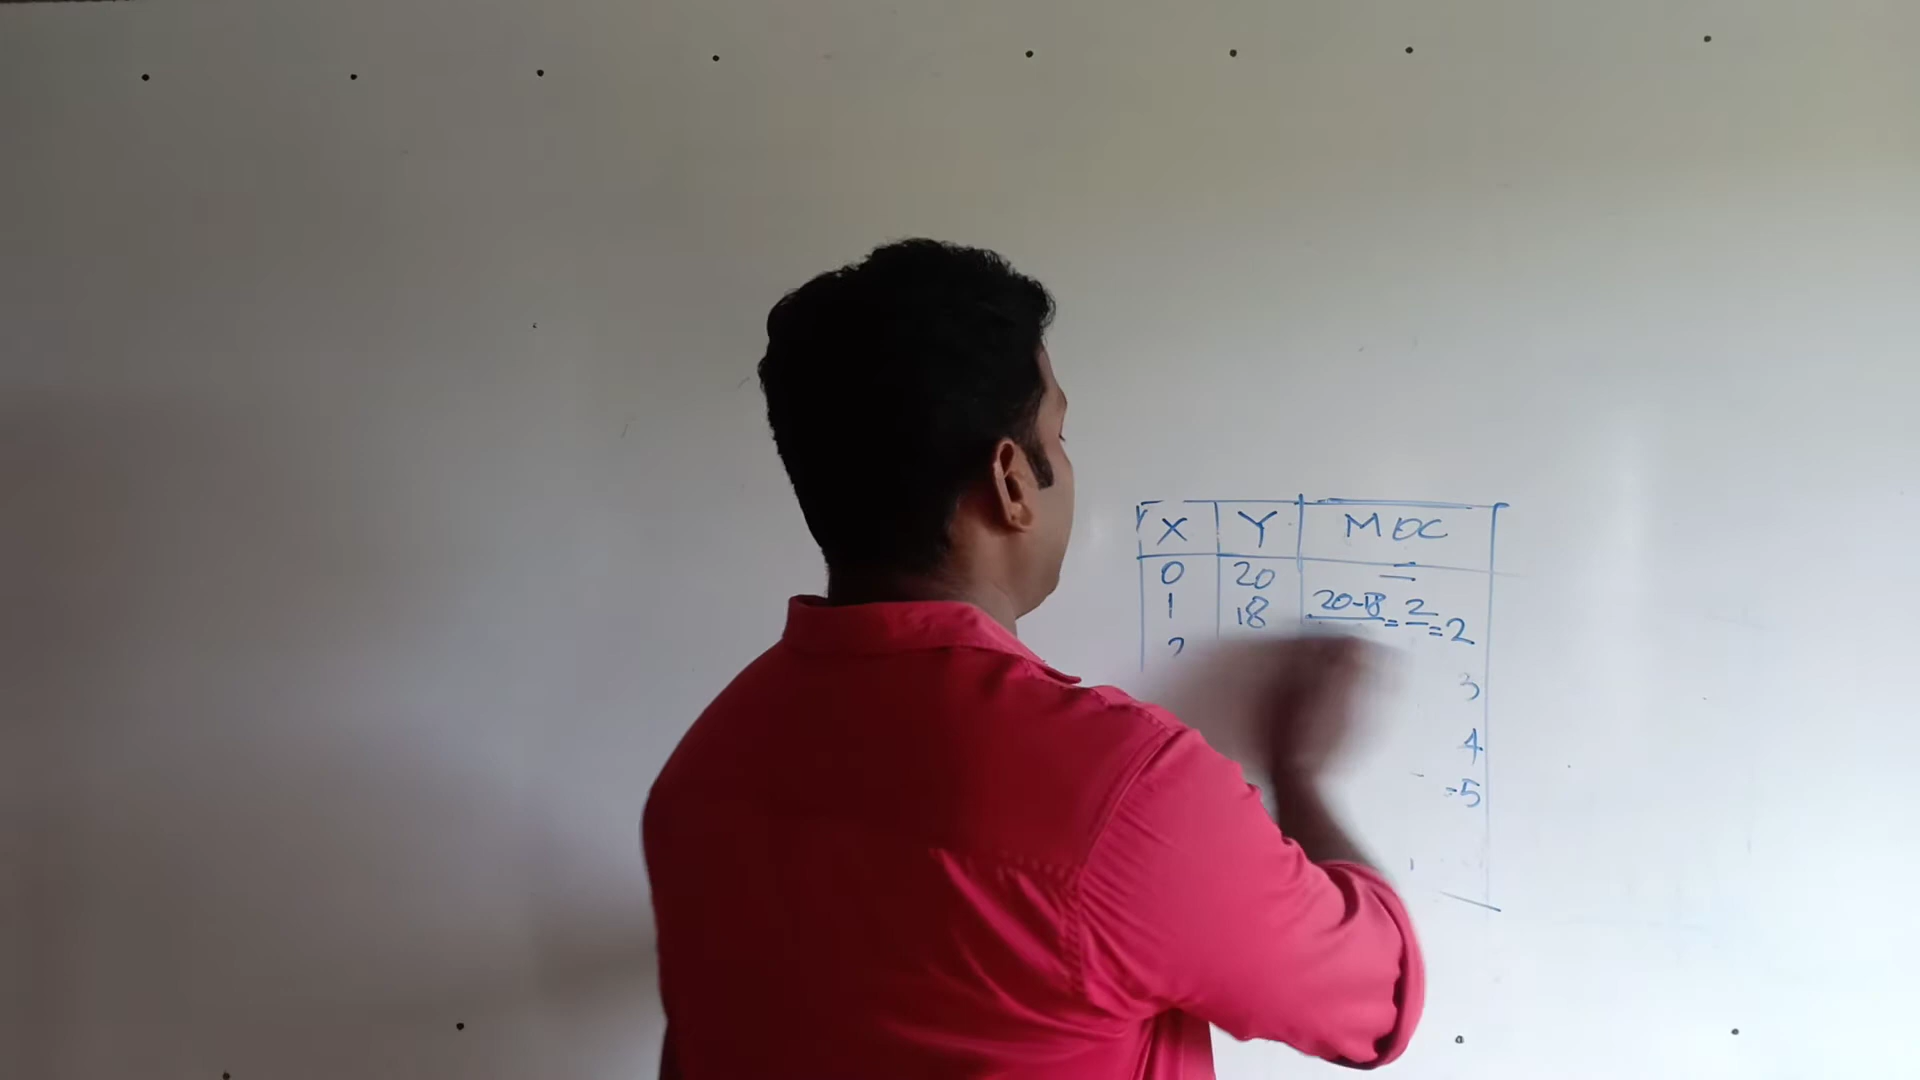 X Y MOC
0 20 —
1 18 20-18 = 2 = 2
2
3
4
=5